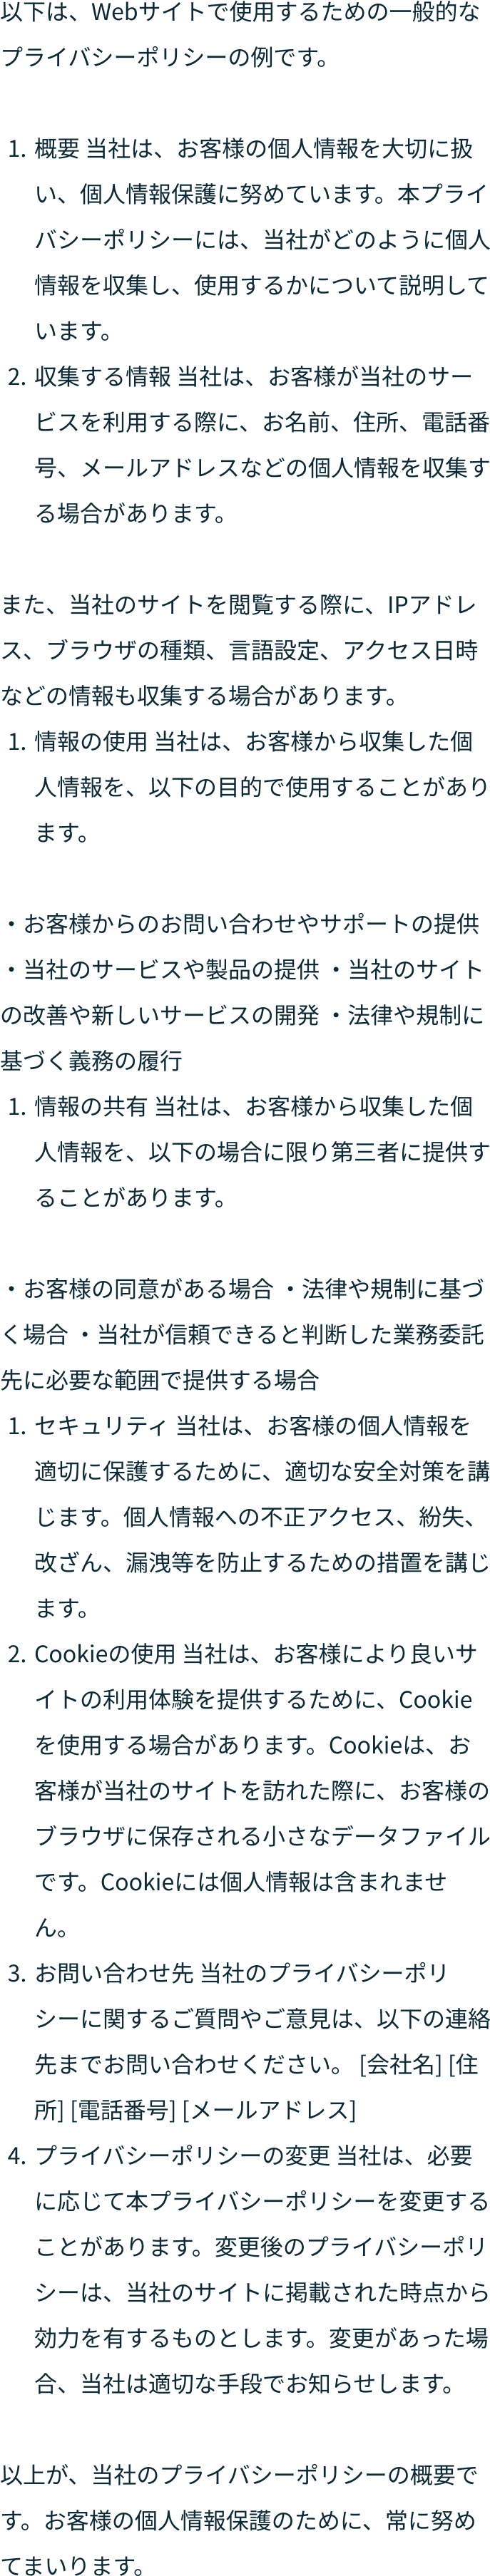 以下は、Webサイトで使用するための一般的な
プライバシーポリシーの例です。
1. 概要 当社は、お客様の個人情報を大切に扱
い、個人情報保護に努めています。本プライ
バシーポリシーには、当社がどのように個人
情報を収集し、使用するかについて説明して
います。
2. 収集する情報 当社は、お客様が当社のサー
ビスを利用する際に、お名前、住所、電話番
号、メールアドレスなどの個人情報を収集す
る場合があります。
また、当社のサイトを閲覧する際に、IPアドレ
ス、ブラウザの種類、言語設定、アクセス日時
などの情報も収集する場合があります。
1. 情報の使用 当社は、お客様から収集した個
人情報を、以下の目的で使用することがあり
ます。
・お客様からのお問い合わせやサポートの提供
・当社のサービスや製品の提供 ・当社のサイト
の改善や新しいサービスの開発 ・法律や規制に
基づく義務の履行
1. 情報の共有 当社は、お客様から収集した個
人情報を、以下の場合に限り第三者に提供す
ることがあります。
・お客様の同意がある場合 ・法律や規制に基づ
く場合 ・当社が信頼できると判断した業務委託
先に必要な範囲で提供する場合
1. セキュリティ 当社は、お客様の個人情報を
適切に保護するために、適切な安全対策を講
じます。個人情報への不正アクセス、紛失、
改ざん、漏洩等を防止するための措置を講じ
ます。
2. Cookieの使用 当社は、お客様により良いサ
イトの利用体験を提供するために、Cookie
を使用する場合があります。Cookieは、お
客様が当社のサイトを訪れた際に、お客様の
ブラウザに保存される小さなデータファイル
です。Cookieには個人情報は含まれませ
ん。
3. お問い合わせ先 当社のプライバシーポリ
シーに関するご質問やご意見は、以下の連絡
先までお問い合わせください。 [会社名] [住
所] [電話番号] [メールアドレス]
4. プライバシーポリシーの変更 当社は、必要
に応じて本プライバシーポリシーを変更する
ことがあります。変更後のプライバシーポリ
シーは、当社のサイトに掲載された時点から
効力を有するものとします。変更があった場
合、当社は適切な手段でお知らせします。
以上が、当社のプライバシーポリシーの概要で
す。お客様の個人情報保護のために、常に努め
てまいります。